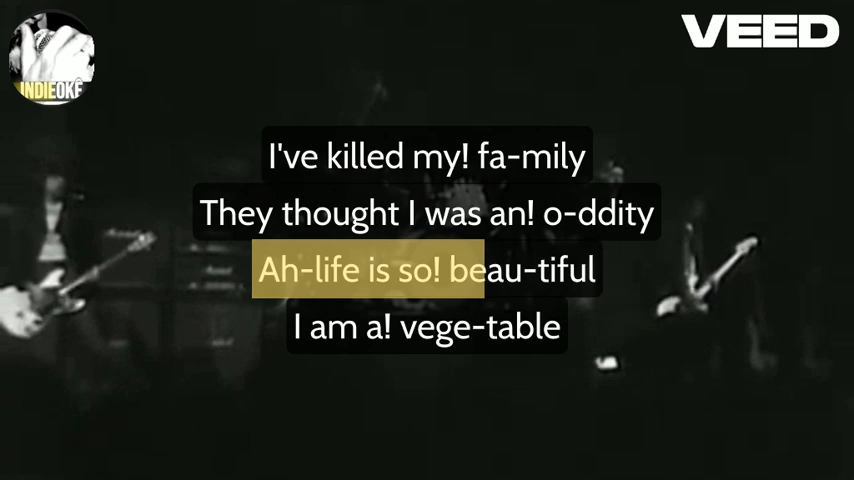 INDIEOKÊ
VEED
I've killed my! fa-mily
They thought I was an! o-ddity
Ah-life is so! beau-tiful
I am a! vege-table